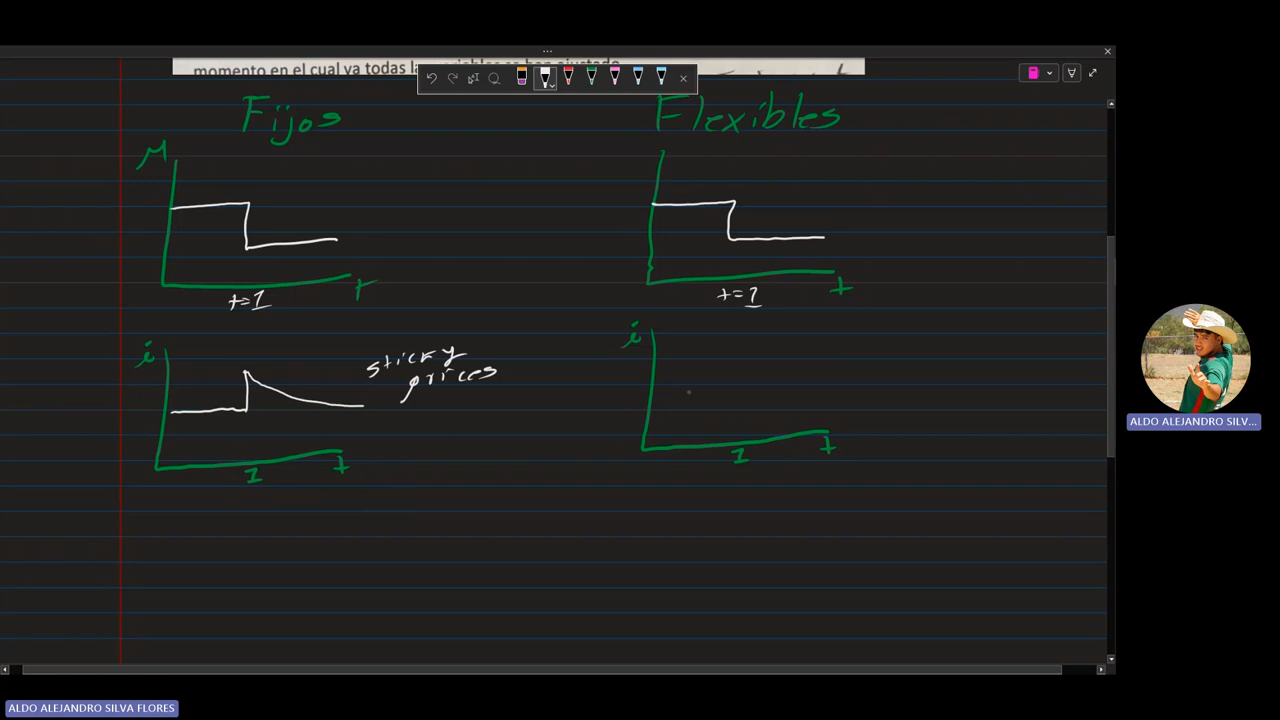 momento en el cual ya todas la
Fijos
Flexibles
M
t=1
t
t=1
t
i
sticky
prices
1
t
i
1
t
ALDO ALEJANDRO SILV...
ALDO ALEJANDRO SILVA FLORES